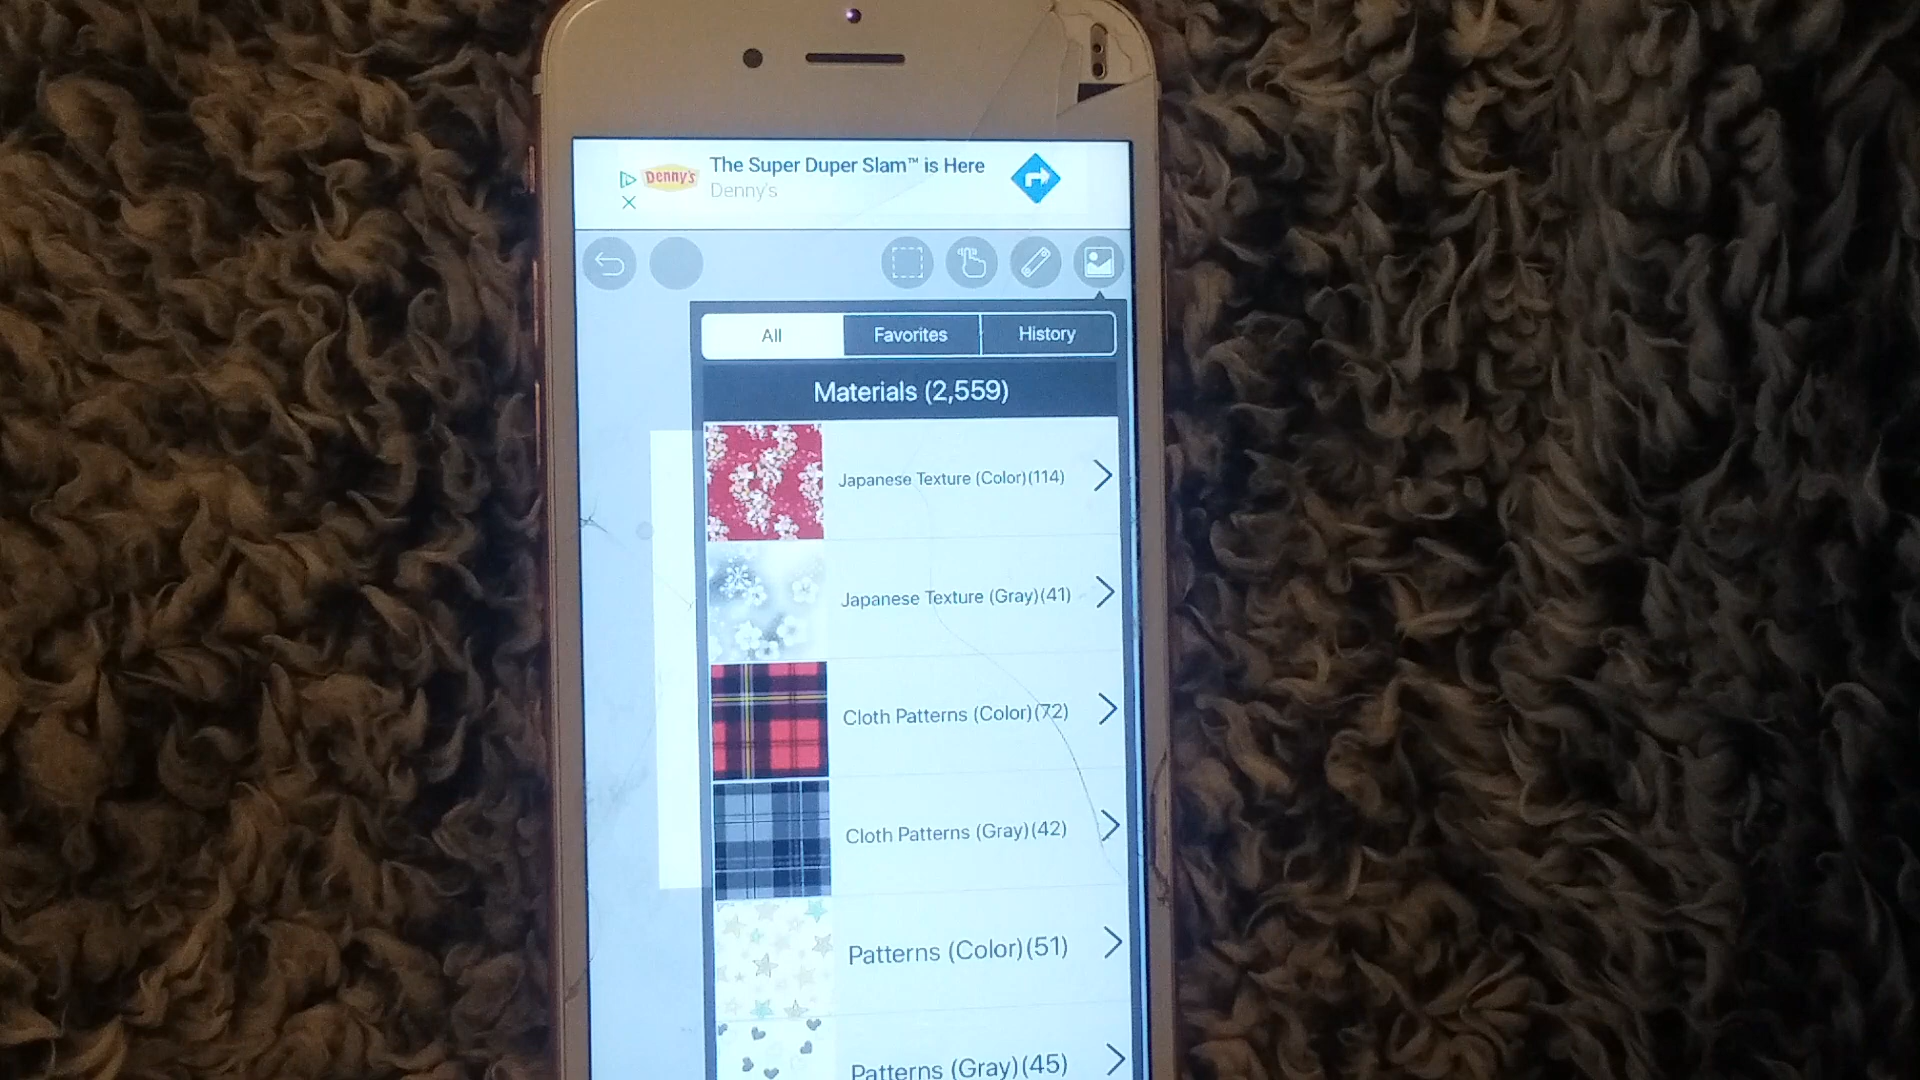 The Super Duper Slam™ is Here
Denny's
Denny's
All
Favorites
History
Materials (2,559)
Japanese Texture (Color)(114)
Japanese Texture (Gray)(41)
Cloth Patterns (Color)(72)
Cloth Patterns (Gray)(42)
Patterns (Color)(51)
Patterns (Gray)(45)